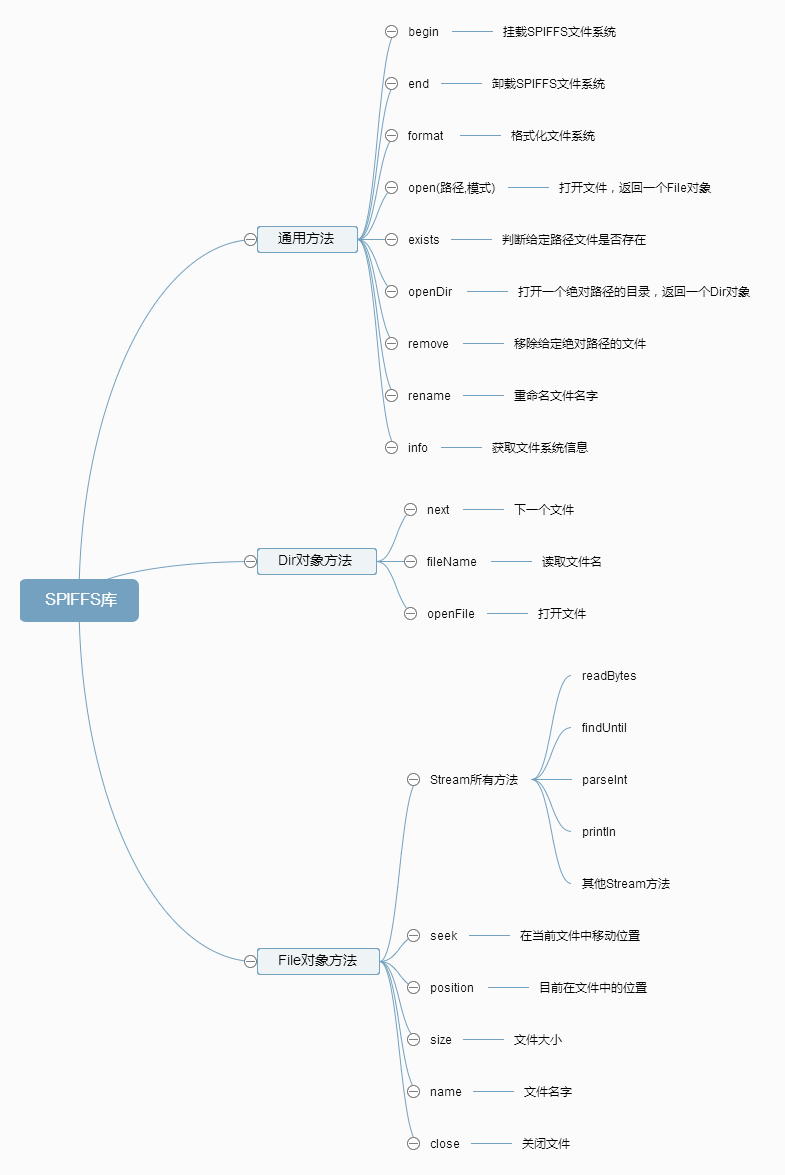 SPIFFS库
通用方法
begin 挂载SPIFFS文件系统
end 卸载SPIFFS文件系统
format 格式化文件系统
open(路径,模式) 打开文件，返回一个File对象
exists 判断给定路径文件是否存在
openDir 打开一个绝对路径的目录，返回一个Dir对象
remove 移除给定绝对路径的文件
rename 重命名文件名字
info 获取文件系统信息
Dir对象方法
next 下一个文件
fileName 读取文件名
openFile 打开文件
File对象方法
Stream所有方法
readBytes
findUntil
parseInt
println
其他Stream方法
seek 在当前文件中移动位置
position 目前在文件中的位置
size 文件大小
name 文件名字
close 关闭文件